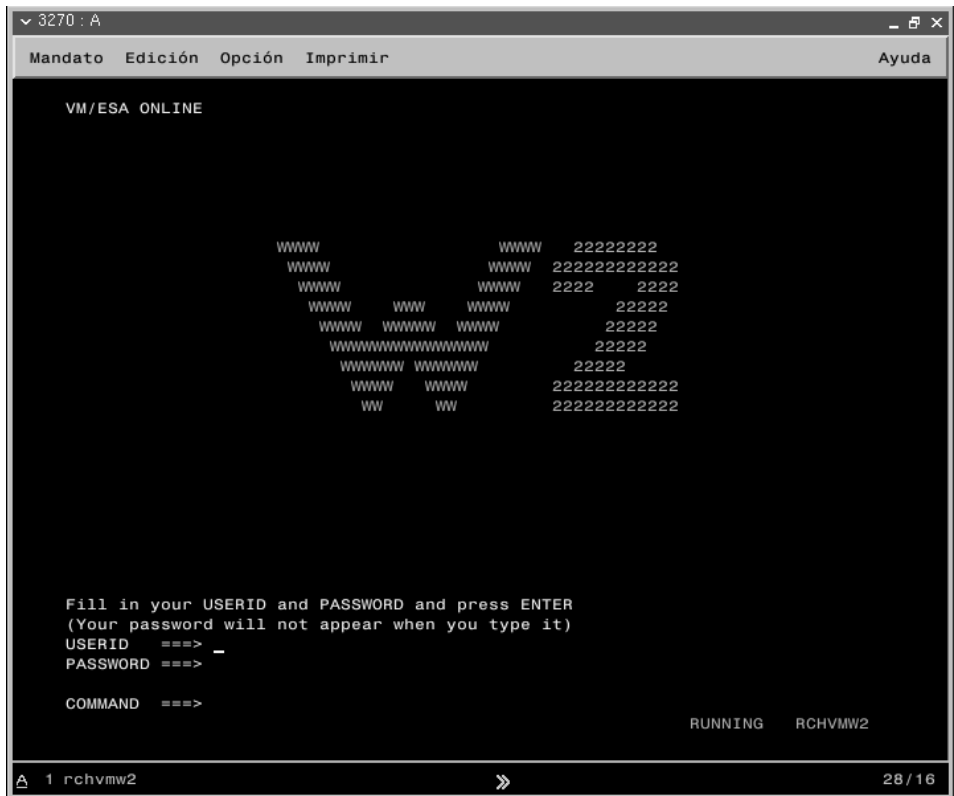 3270 : A
Mandato Edición Opción Imprimir Ayuda
VM/ESA ONLINE
WWWW WWWW 22222222
WWWW WWWW 222222222222
WWWW WWWW 2222 2222
WWWW WWW WWWW 22222
WWWW WWWWW WWWW 22222
WWWWWWWWWWWWWWW 22222
WWWWWW WWWWWW 22222
WWWW WWWW 222222222222
WW WW 222222222222
Fill in your USERID and PASSWORD and press ENTER
(Your password will not appear when you type it)
USERID ===> _
PASSWORD ===>
COMMAND ===>
RUNNING RCHVMW2
A 1 rchvmw2 28/16